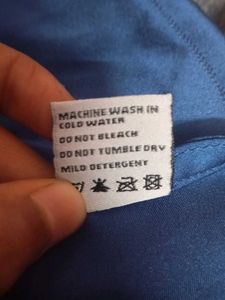 MACHINE WASH IN
COLD WATER
DO NOT BLEACH
DO NOT TUMBLE DRY
MILD DETERGENT